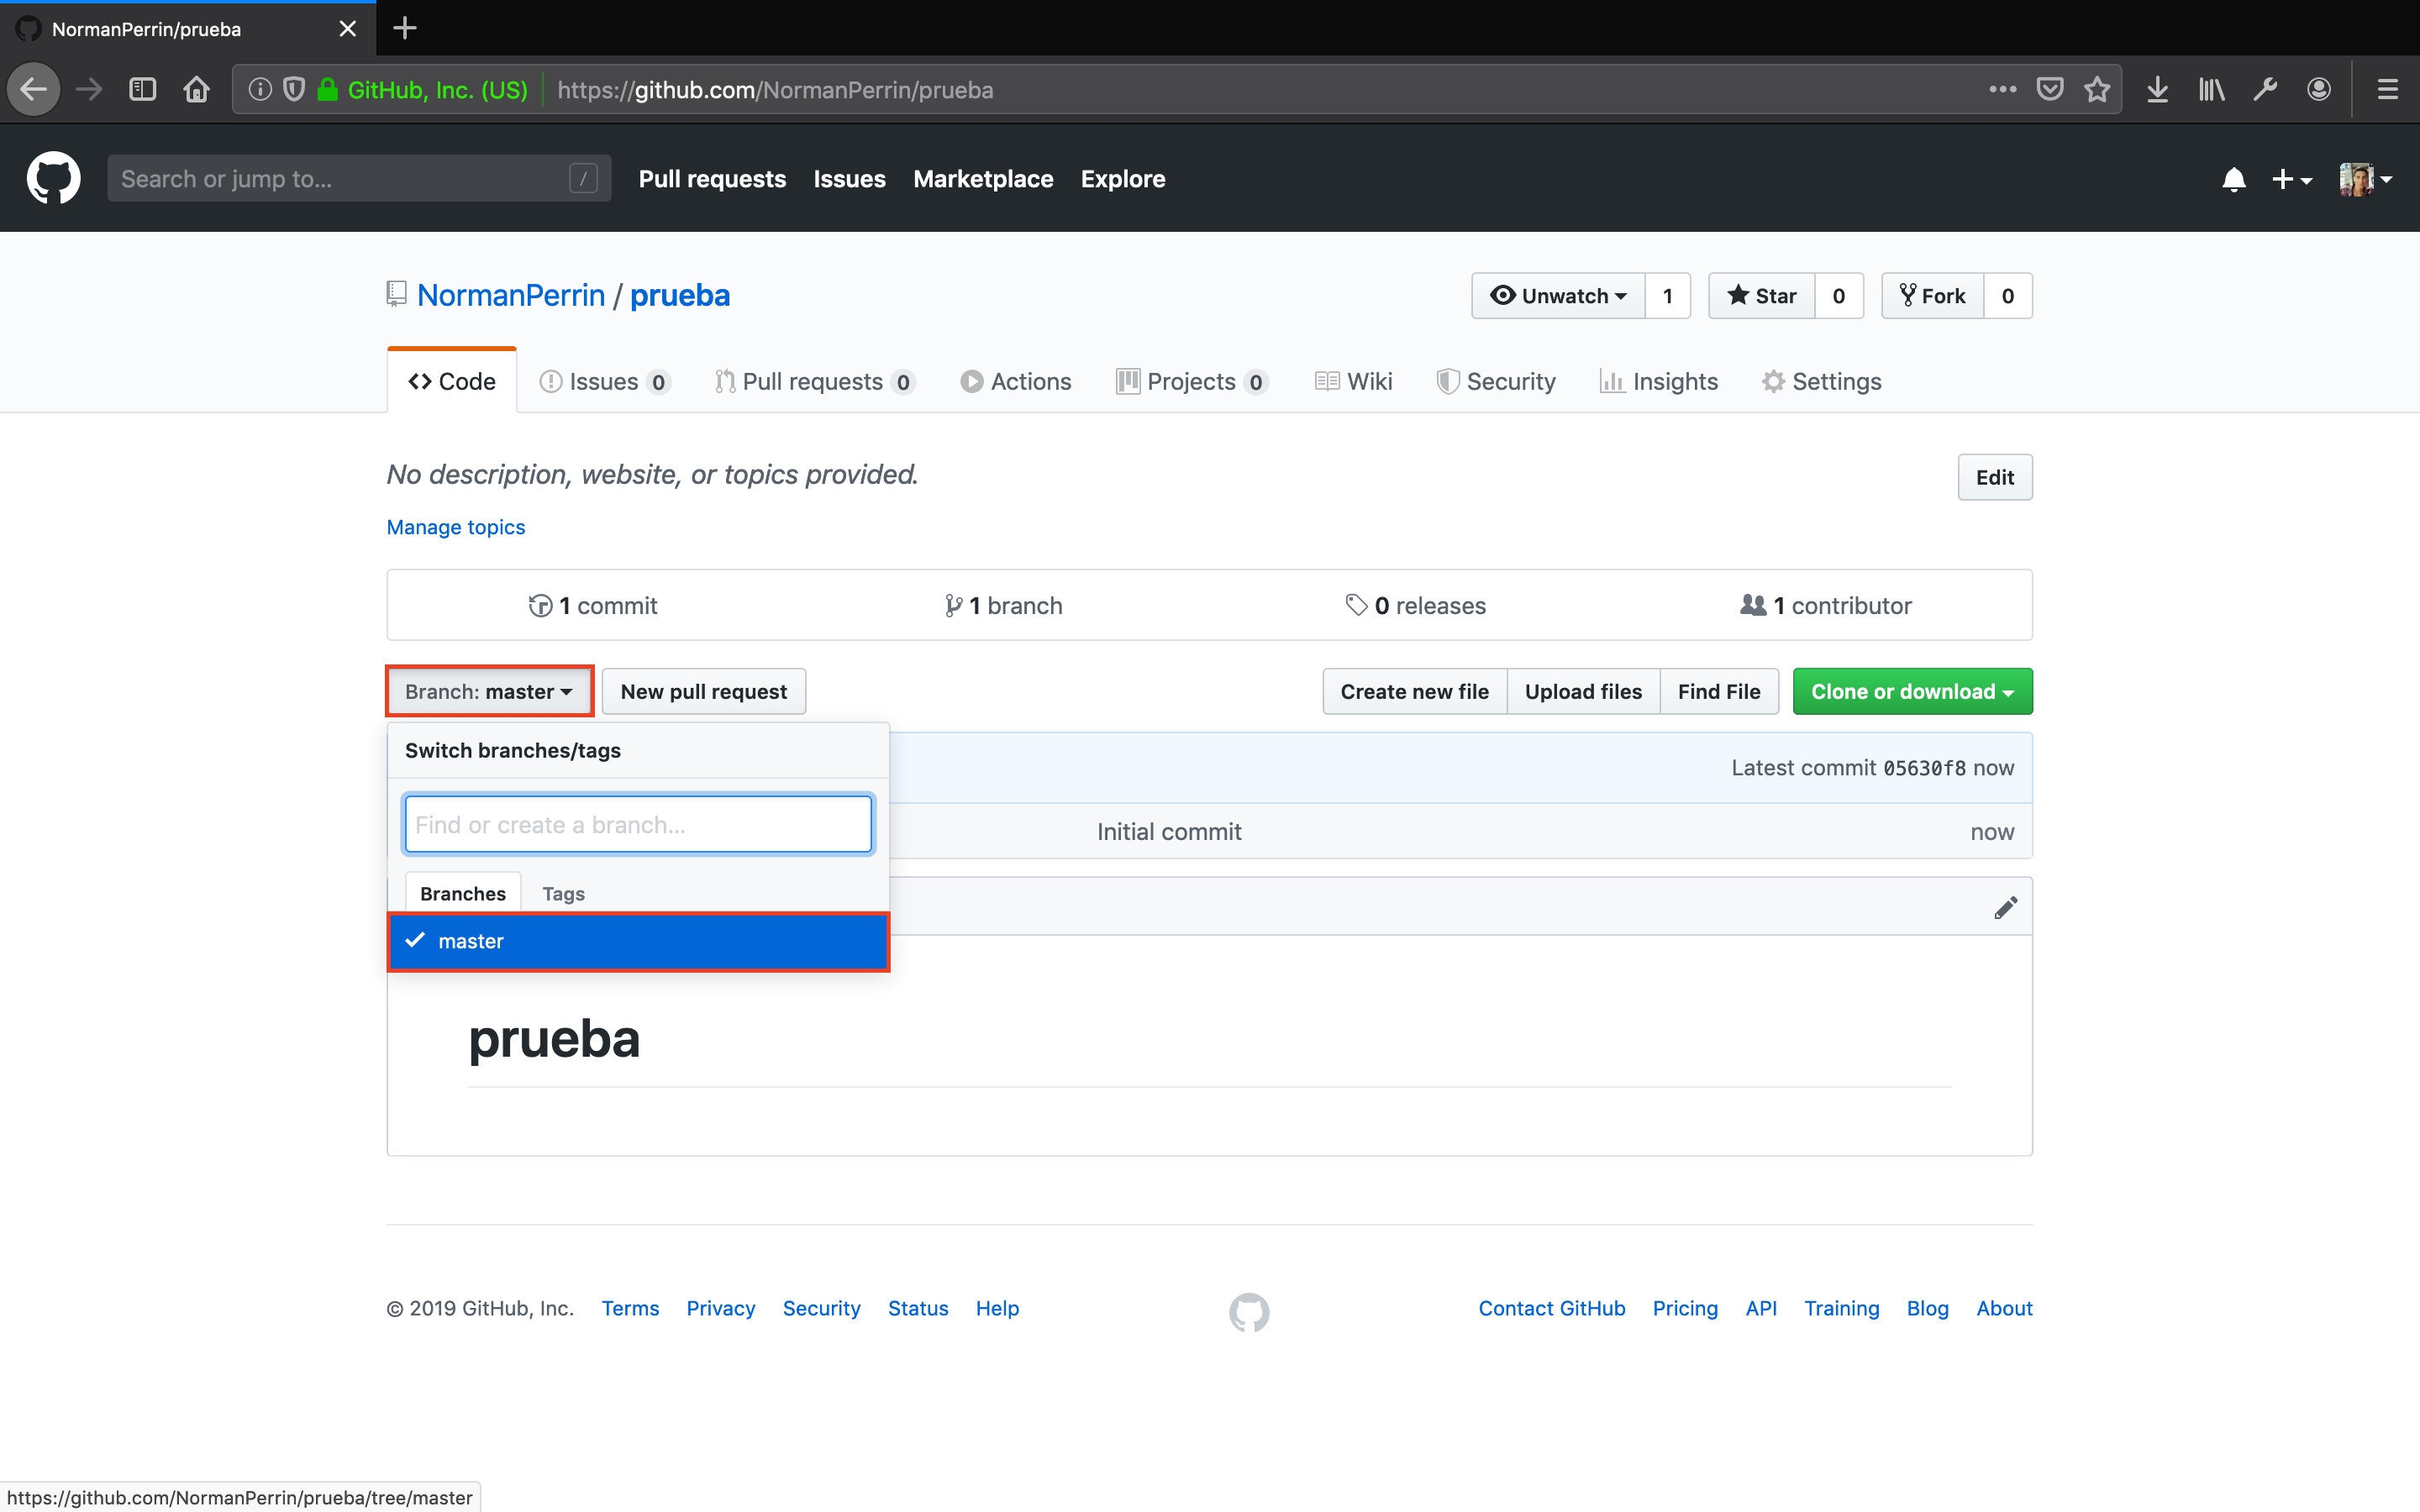 NormanPerrin/prueba
GitHub, Inc. (US) https://github.com/NormanPerrin/prueba
Search or jump to... / Pull requests Issues Marketplace Explore
NormanPerrin / prueba Unwatch 1 Star 0 Fork 0
Code Issues 0 Pull requests 0 Actions Projects 0 Wiki Security Insights Settings
No description, website, or topics provided. Edit
Manage topics
1 commit 1 branch 0 releases 1 contributor
Branch: master New pull request Create new file Upload files Find File Clone or download
Switch branches/tags
Latest commit 05630f8 now
Find or create a branch...
Initial commit now
Branches Tags
master
prueba
© 2019 GitHub, Inc. Terms Privacy Security Status Help Contact GitHub Pricing API Training Blog About
https://github.com/NormanPerrin/prueba/tree/master